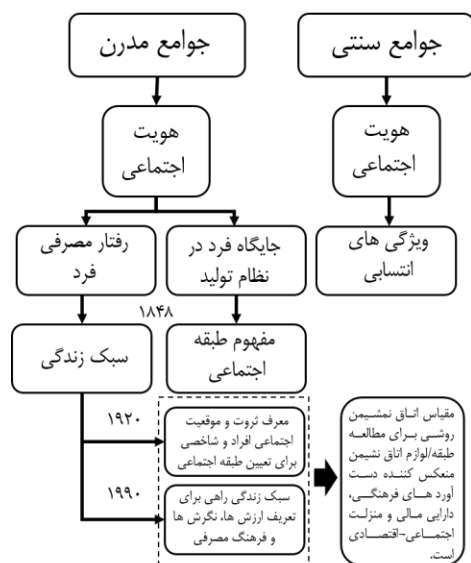 جوامع سنتی
جوامع مدرن
هویت
اجتماعی
هویت
اجتماعی
ویژگی های
انتسابی
جایگاه فرد در
نظام تولید
رفتار مصرفی
فرد
۱۸۴۸
مفهوم طبقه
اجتماعی
سبک زندگی
۱۹۲۰
معرف ثروت و موقعیت
اجتماعی افراد و شاخصی
برای تعیین طبقه اجتماعی
۱۹۹۰
سبک زندگی راهی برای
تعریف ارزش ها، نگرش ها
و فرهنگ مصرفی
مقیاس اتاق نمشیمن
روشی برای مطالعه
طبقه/لوازم اتاق نشیمن
منعکس کننده دست
آورد های فرهنگی،
دارایی مالی و منزلت
اجتماعی-اقتصادی
است.